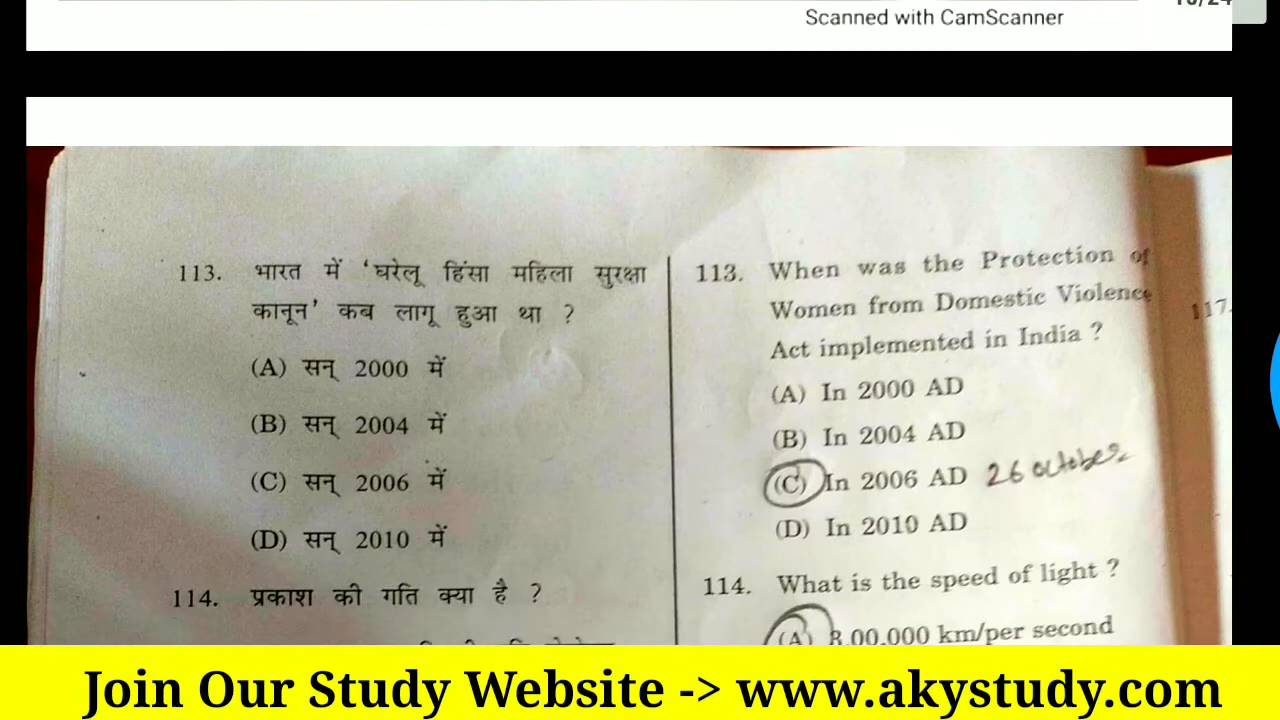 Scanned with CamScanner
113. भारत में 'घरेलू हिंसा महिला सुरक्षा
कानून' कब लागू हुआ था ?
(A) सन् 2000 में
(B) सन् 2004 में
(C) सन् 2006 में
(D) सन् 2010 में
114. प्रकाश की गति क्या है ?
113. When was the Protection of
Women from Domestic Violence
Act implemented in India ?
(A) In 2000 AD
(B) In 2004 AD
(C) In 2006 AD 26 october
(D) In 2010 AD
114. What is the speed of light ?
(A) 3,00,000 km/per second
117.
Join Our Study Website -> www.akystudy.com